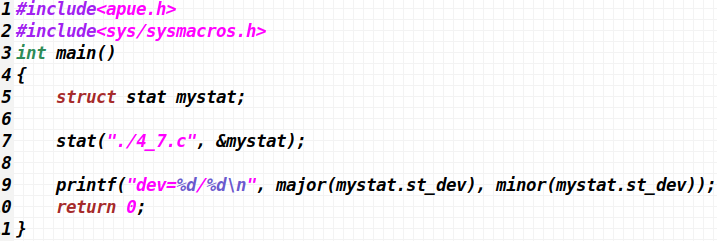 1 #include<apue.h>
2 #include<sys/sysmacros.h>
3 int main()
4 {
5     struct stat mystat;
6
7     stat("./4_7.c", &mystat);
8
9     printf("dev=%d/%d\n", major(mystat.st_dev), minor(mystat.st_dev));
0     return 0;
1 }